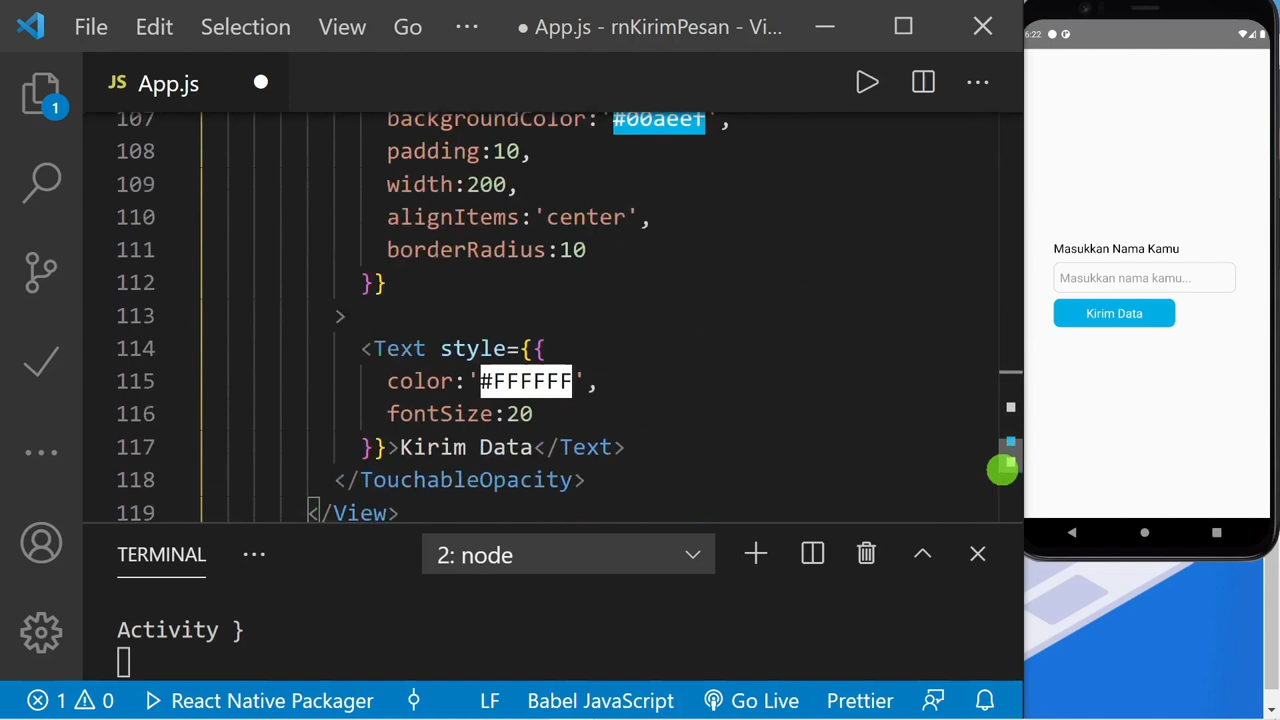 File Edit Selection View Go ··· ● App.js - rnKirimPesan - Vi...
JS App.js ●
1
107 backgroundColor:'#00aeef',
108 padding:10,
109 width:200,
110 alignItems:'center',
111 borderRadius:10
112 }}
113 >
114 <Text style={{
115 color:'#FFFFFF',
116 fontSize:20
117 }}>Kirim Data</Text>
118 </TouchableOpacity>
119 </View>
TERMINAL ··· 2: node
Activity }
1 0 React Native Packager LF Babel JavaScript Go Live Prettier
6:22
Masukkan Nama Kamu
Masukkan nama kamu...
Kirim Data